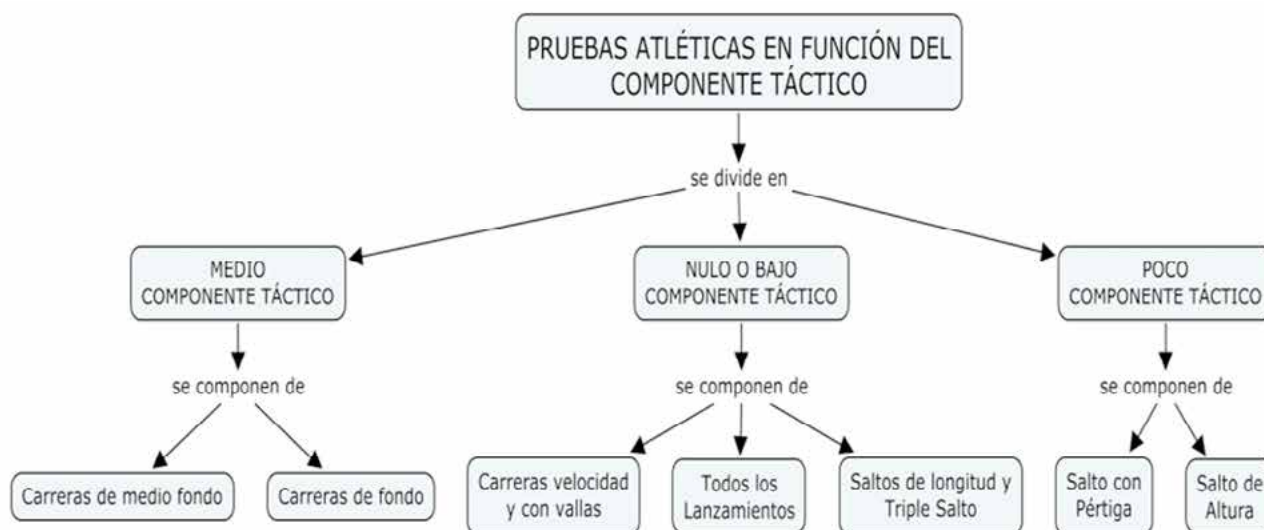 PRUEBAS ATLÉTICAS EN FUNCIÓN DEL
COMPONENTE TÁCTICO
se divide en
MEDIO
COMPONENTE TÁCTICO
NULO O BAJO
COMPONENTE TÁCTICO
POCO
COMPONENTE TÁCTICO
se componen de
se componen de
se componen de
Carreras de medio fondo
Carreras de fondo
Carreras velocidad
y con vallas
Todos los
Lanzamientos
Saltos de longitud y
Triple Salto
Salto con
Pértiga
Salto de
Altura